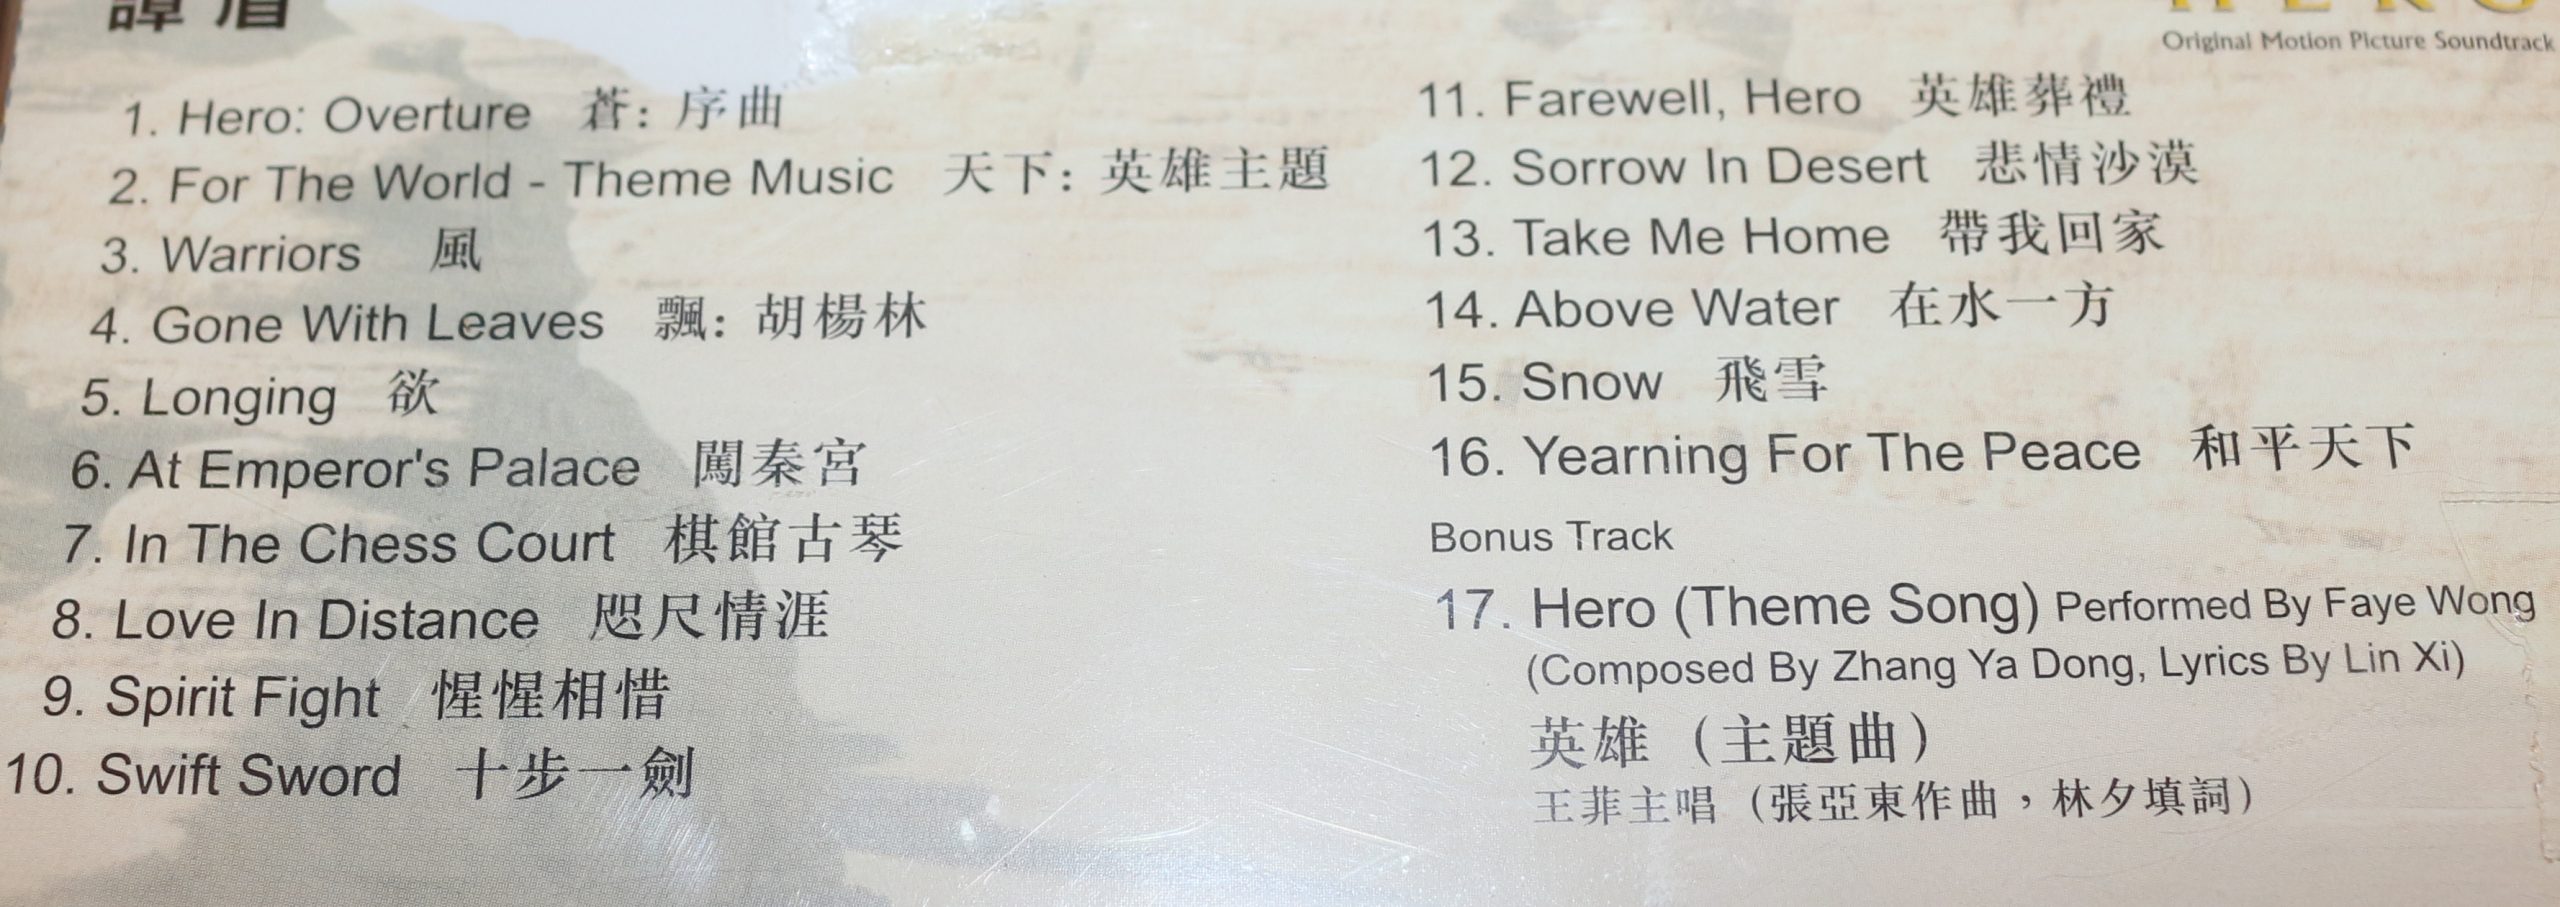 譚盾
HERO
Original Motion Picture Soundtrack
1. Hero: Overture 蒼: 序曲
2. For The World - Theme Music 天下: 英雄主題
3. Warriors 風
4. Gone With Leaves 飄: 胡楊林
5. Longing 欲
6. At Emperor's Palace 闖秦宮
7. In The Chess Court 棋館古琴
8. Love In Distance 咫尺情涯
9. Spirit Fight 惺惺相惜
10. Swift Sword 十步一劍
11. Farewell, Hero 英雄葬禮
12. Sorrow In Desert 悲情沙漠
13. Take Me Home 帶我回家
14. Above Water 在水一方
15. Snow 飛雪
16. Yearning For The Peace 和平天下
Bonus Track
17. Hero (Theme Song) Performed By Faye Wong
(Composed By Zhang Ya Dong, Lyrics By Lin Xi)
英雄（主題曲）
王菲主唱（張亞東作曲，林夕填詞）